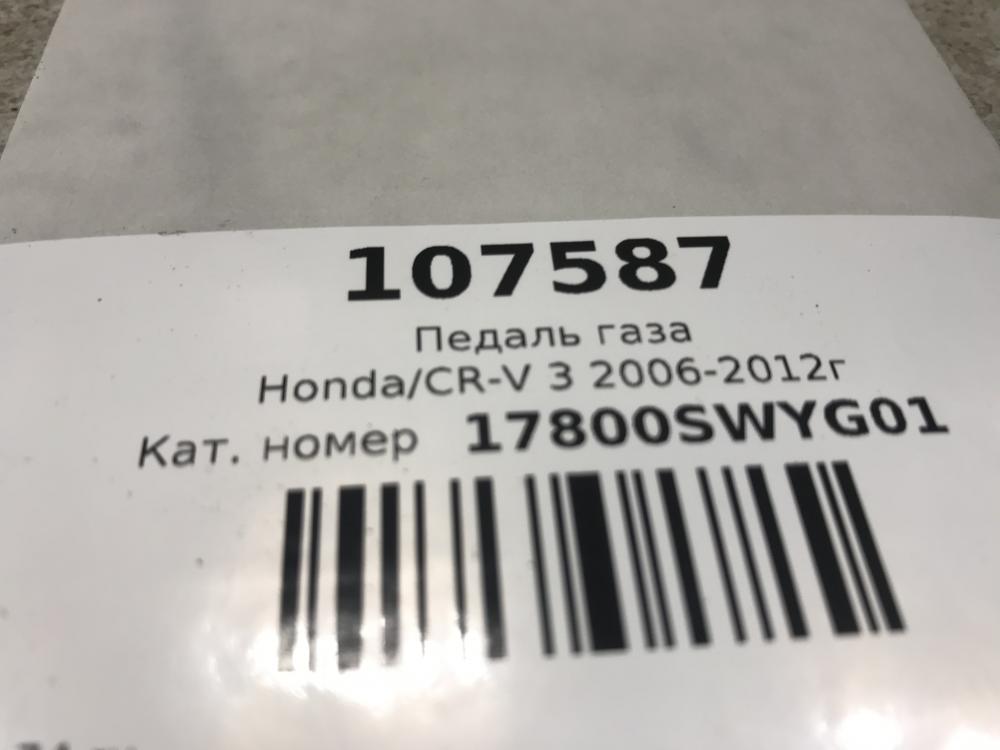 107587
Педаль газа
Honda/CR-V 3 2006-2012г
Кат. номер 17800SWYG01